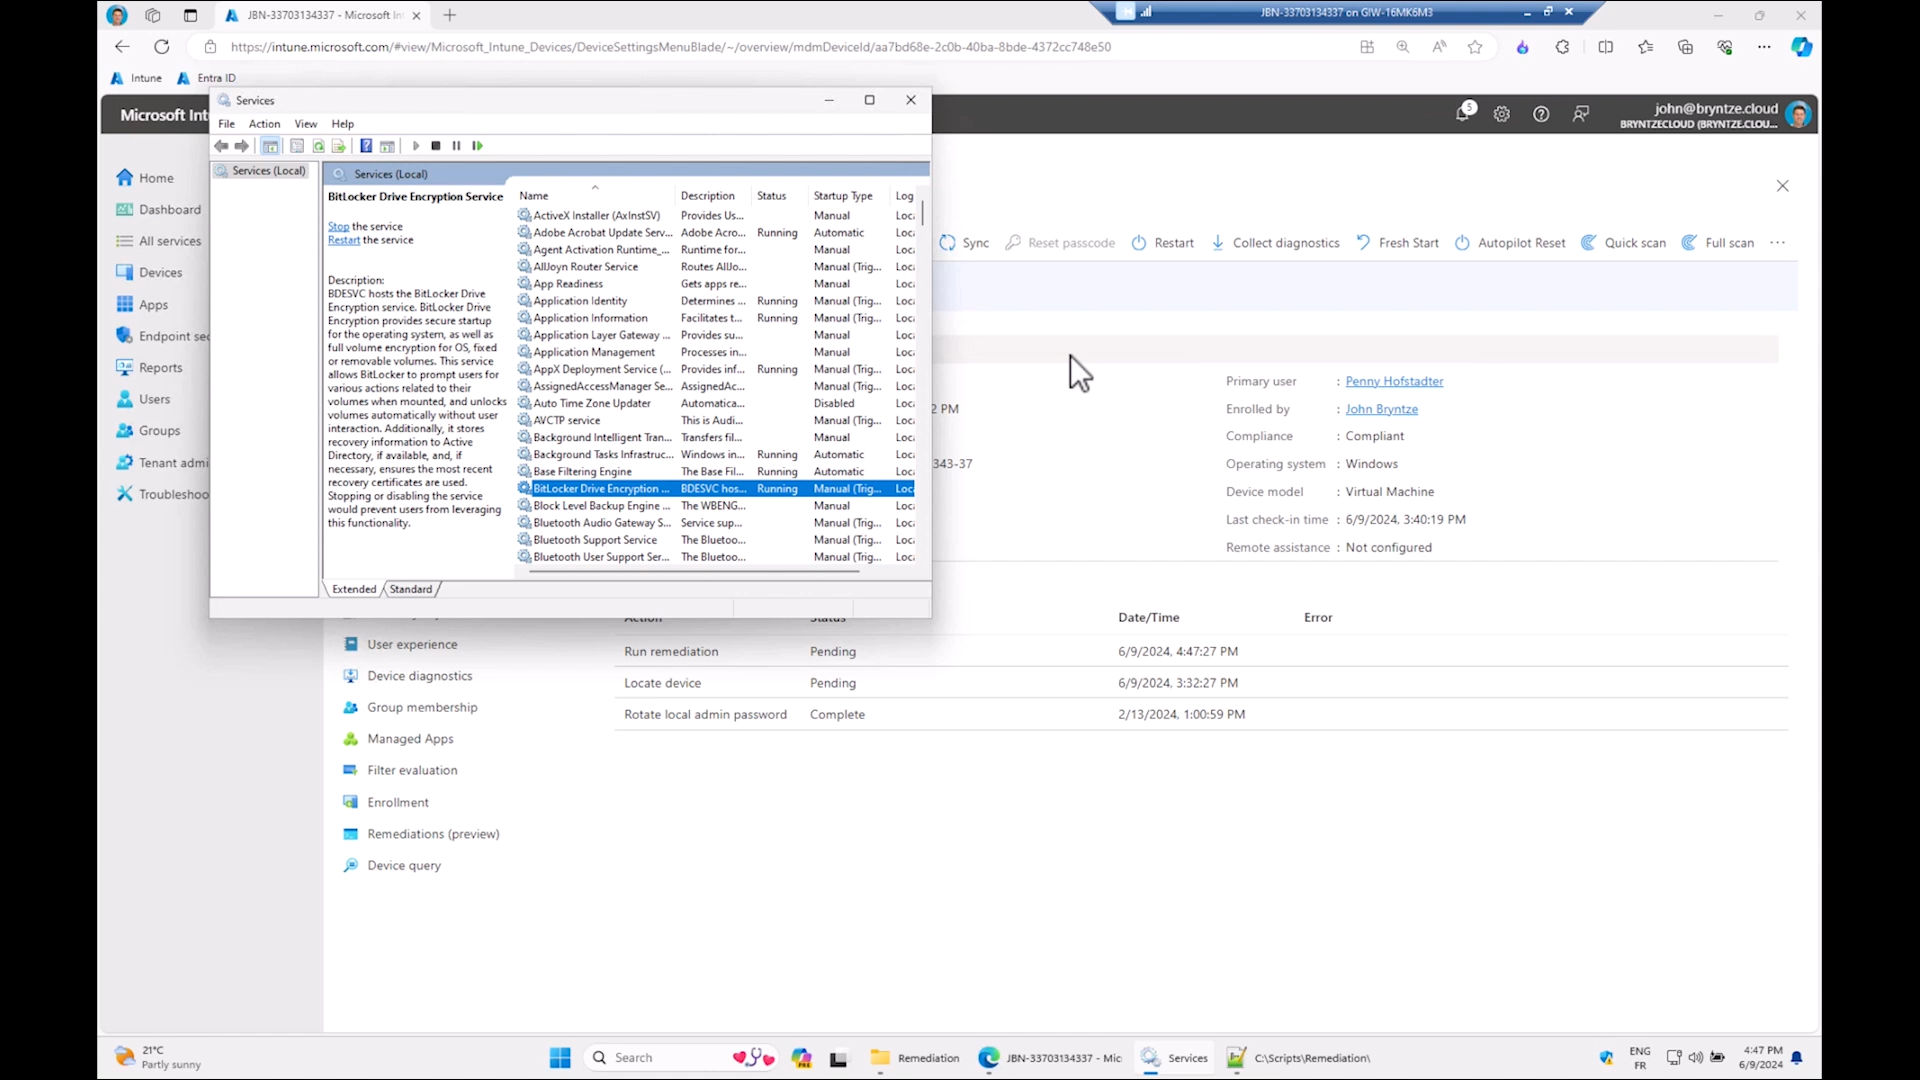 JBN-33703134337 - Microsoft Int
JBN-33703134337 on GIW-16MK6M3
https://intune.microsoft.com/#view/Microsoft_Intune_Devices/DeviceSettingsMenuBlade/~/overview/mdmDeviceId/aa7bd68e-2c0b-40ba-8bde-4372cc748e50
Intune
Entra ID
Microsoft Int
5
john@bryntze.cloud
BRYNTZECLOUD (BRYNTZE.CLOU...
Home
Dashboard
All services
Devices
Apps
Endpoint sec
Reports
Users
Groups
Tenant admi
Troubleshoo
Services
File Action View Help
Services (Local)
Services (Local)
BitLocker Drive Encryption Service
Stop the service
Restart the service
Description:
BDESVC hosts the BitLocker Drive
Encryption service. BitLocker Drive
Encryption provides secure startup
for the operating system, as well as
full volume encryption for OS, fixed
or removable volumes. This service
allows BitLocker to prompt users for
various actions related to their
volumes when mounted, and unlocks
volumes automatically without user
interaction. Additionally, it stores
recovery information to Active
Directory, if available, and, if
necessary, ensures the most recent
recovery certificates are used.
Stopping or disabling the service
would prevent users from leveraging
this functionality.
Name Description Status Startup Type Log
ActiveX Installer (AxInstSV) Provides Us... Manual Loc
Adobe Acrobat Update Serv... Adobe Acro... Running Automatic Loc
Agent Activation Runtime_... Runtime for... Manual Loc
AllJoyn Router Service Routes AllJo... Manual (Trig... Loc
App Readiness Gets apps re... Manual Loc
Application Identity Determines ... Running Manual (Trig... Loc
Application Information Facilitates t... Running Manual (Trig... Loc
Application Layer Gateway ... Provides su... Manual Loc
Application Management Processes in... Manual Loc
AppX Deployment Service (... Provides inf... Running Manual (Trig... Loc
AssignedAccessManager Se... AssignedAc... Manual (Trig... Loc
Auto Time Zone Updater Automatica... Disabled Loc
AVCTP service This is Audi... Manual (Trig... Loc
Background Intelligent Tran... Transfers fil... Manual Loc
Background Tasks Infrastruc... Windows in... Running Automatic Loc
Base Filtering Engine The Base Fil... Running Automatic Loc
BitLocker Drive Encryption ... BDESVC hos... Running Manual (Trig... Loc
Block Level Backup Engine ... The WBENG... Manual Loc
Bluetooth Audio Gateway S... Service sup... Manual (Trig... Loc
Bluetooth Support Service The Bluetoo... Manual (Trig... Loc
Bluetooth User Support Ser... The Bluetoo... Manual (Trig... Loc
Extended Standard
Sync Reset passcode Restart Collect diagnostics Fresh Start Autopilot Reset Quick scan Full scan ...
2 PM
343-37
Primary user : Penny Hofstadter
Enrolled by : John Bryntze
Compliance : Compliant
Operating system : Windows
Device model : Virtual Machine
Last check-in time : 6/9/2024, 3:40:19 PM
Remote assistance : Not configured
Action Status Date/Time Error
Run remediation Pending 6/9/2024, 4:47:27 PM
Locate device Pending 6/9/2024, 3:32:27 PM
Rotate local admin password Complete 2/13/2024, 1:00:59 PM
User experience
Device diagnostics
Group membership
Managed Apps
Filter evaluation
Enrollment
Remediations (preview)
Device query
21°C
Partly sunny
Search
PRE
Remediation
JBN-33703134337 - Mic
Services
C:\Scripts\Remediation\
ENG
FR
4:47 PM
6/9/2024